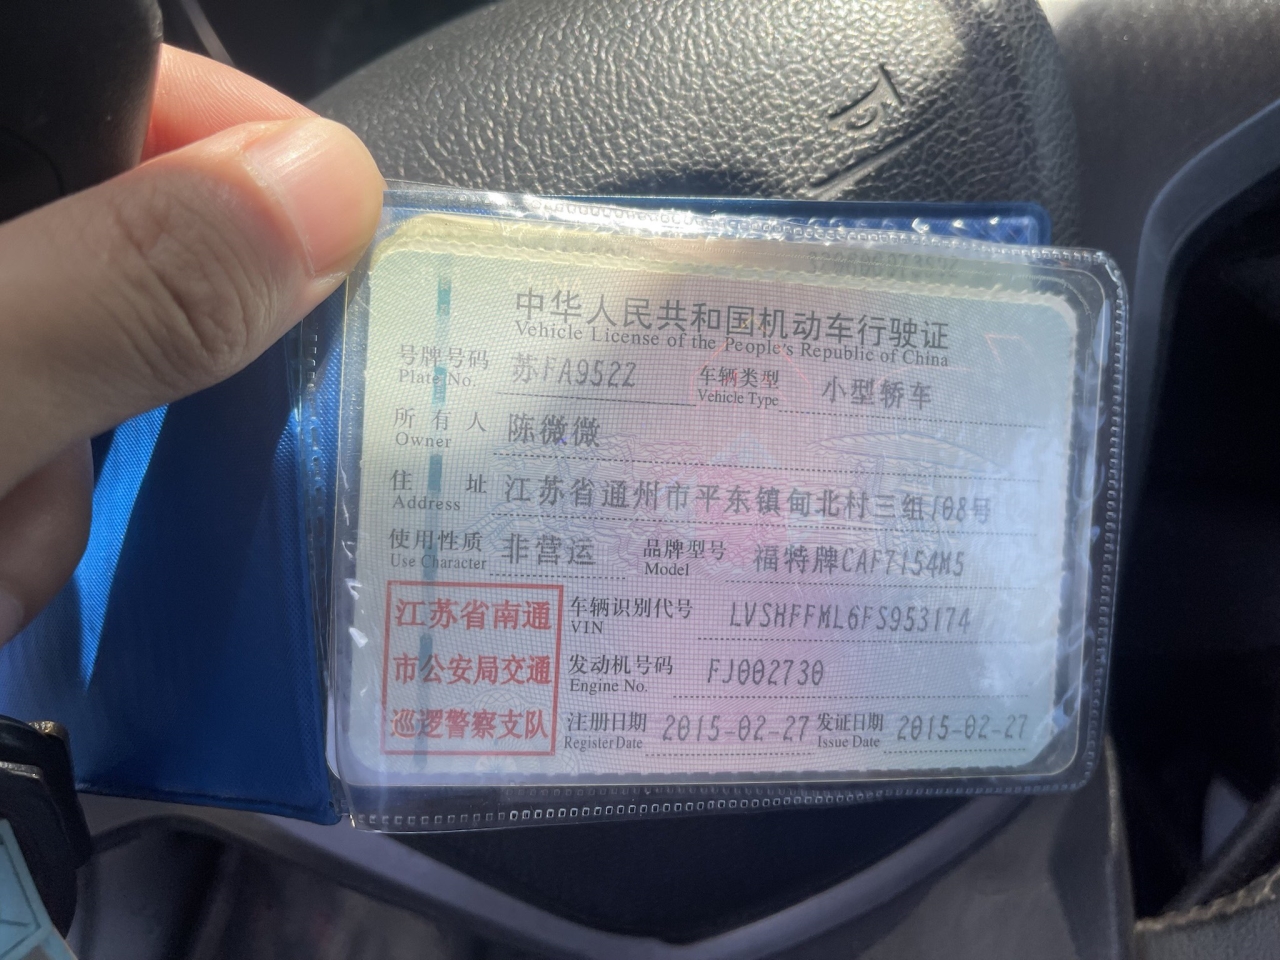 中华人民共和国机动车行驶证
Vehicle License of the People's Republic of China
号牌号码 苏FA952Z 车辆类型 小型轿车
Plate No. Vehicle Type
所有人 陈微微
Owner
住址 江苏省通州市平东镇甸北村三组108号
Address
使用性质 非营运 品牌型号 福特牌CAF7154M5
Use Character Model
江苏省南通
市公安局交通
巡逻警察支队
车辆识别代号 LVSHFFML6FS953174
VIN
发动机号码 FJ002730
Engine No.
注册日期 2015-02-27 发证日期 2015-02-27
Register Date Issue Date